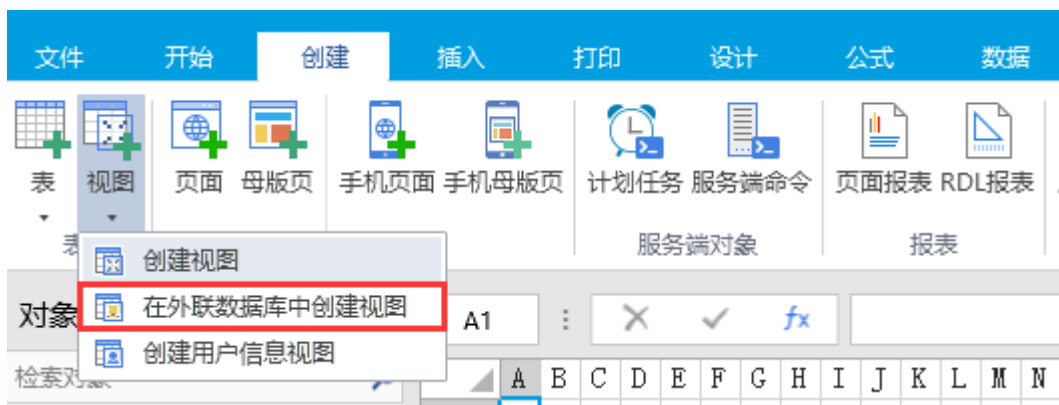 文件 开始 创建 插入 打印 设计 公式 数据
表 视图 页面 母版页 手机页面 手机母版页 计划任务 服务端命令 页面报表 RDL报表
服务端对象 报表
创建视图
在外联数据库中创建视图
创建用户信息视图
对象
A1 fx
A B C D E F G H I J K L M N